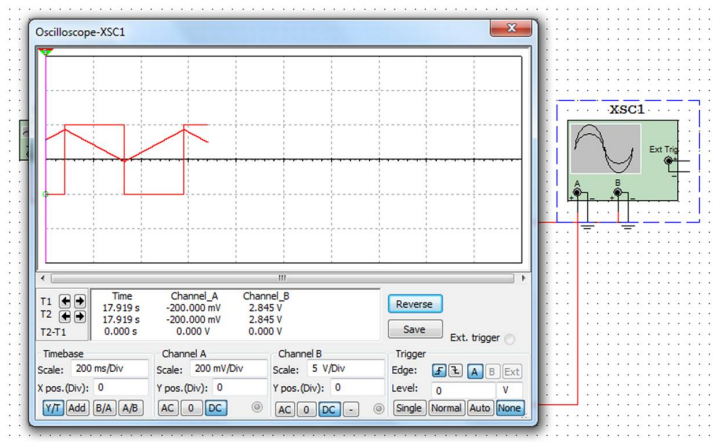 Oscilloscope-XSC1
XSC1
Ext Trig
A B
Time Channel_A Channel_B
T1 17.919 s -200.000 mV 2.845 V
T2 17.919 s -200.000 mV 2.845 V
T2-T1 0.000 s 0.000 V 0.000 V
Reverse
Save
Ext. trigger
Timebase Channel A Channel B Trigger
Scale: 200 ms/Div Scale: 200 mV/Div Scale: 5 V/Div Edge: A B Ext
X pos.(Div): 0 Y pos.(Div): 0 Y pos.(Div): 0 Level: 0 V
Y/T Add B/A A/B AC 0 DC AC 0 DC - Single Normal Auto None